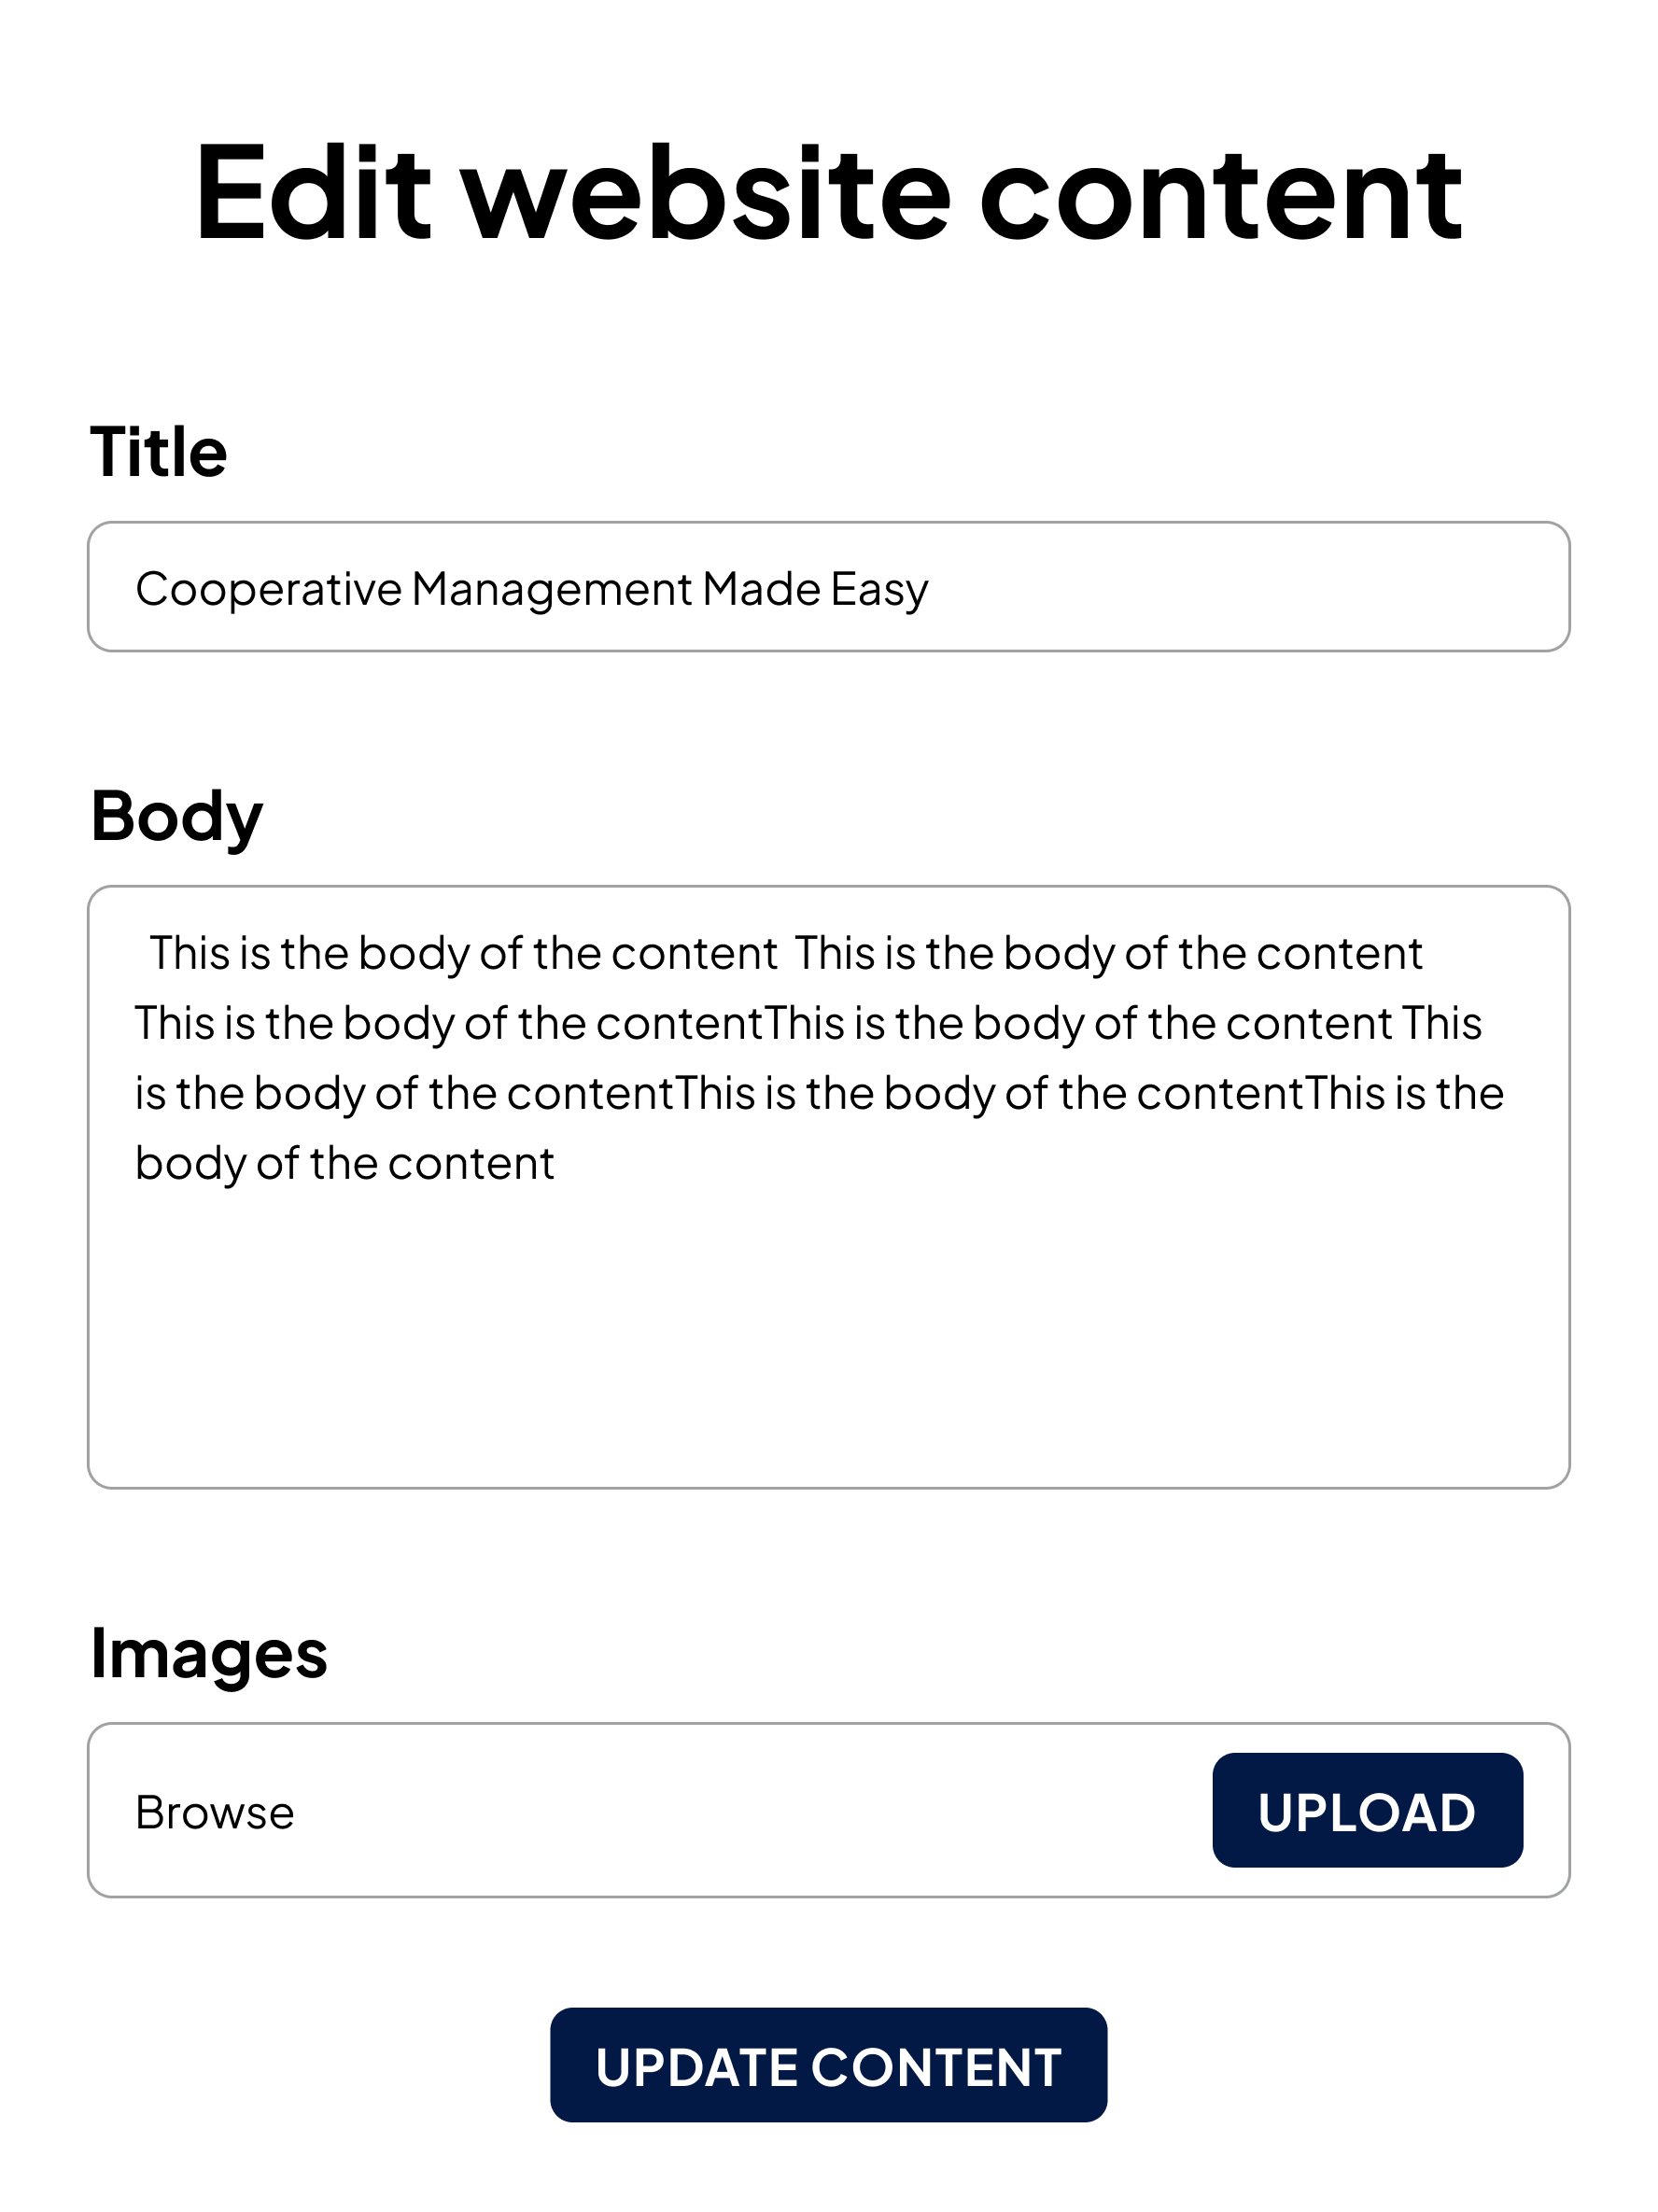 Edit website content
Title
Cooperative Management Made Easy
Body
This is the body of the content This is the body of the content
This is the body of the contentThis is the body of the content This
is the body of the contentThis is the body of the contentThis is the
body of the content
Images
Browse
UPLOAD
UPDATE CONTENT